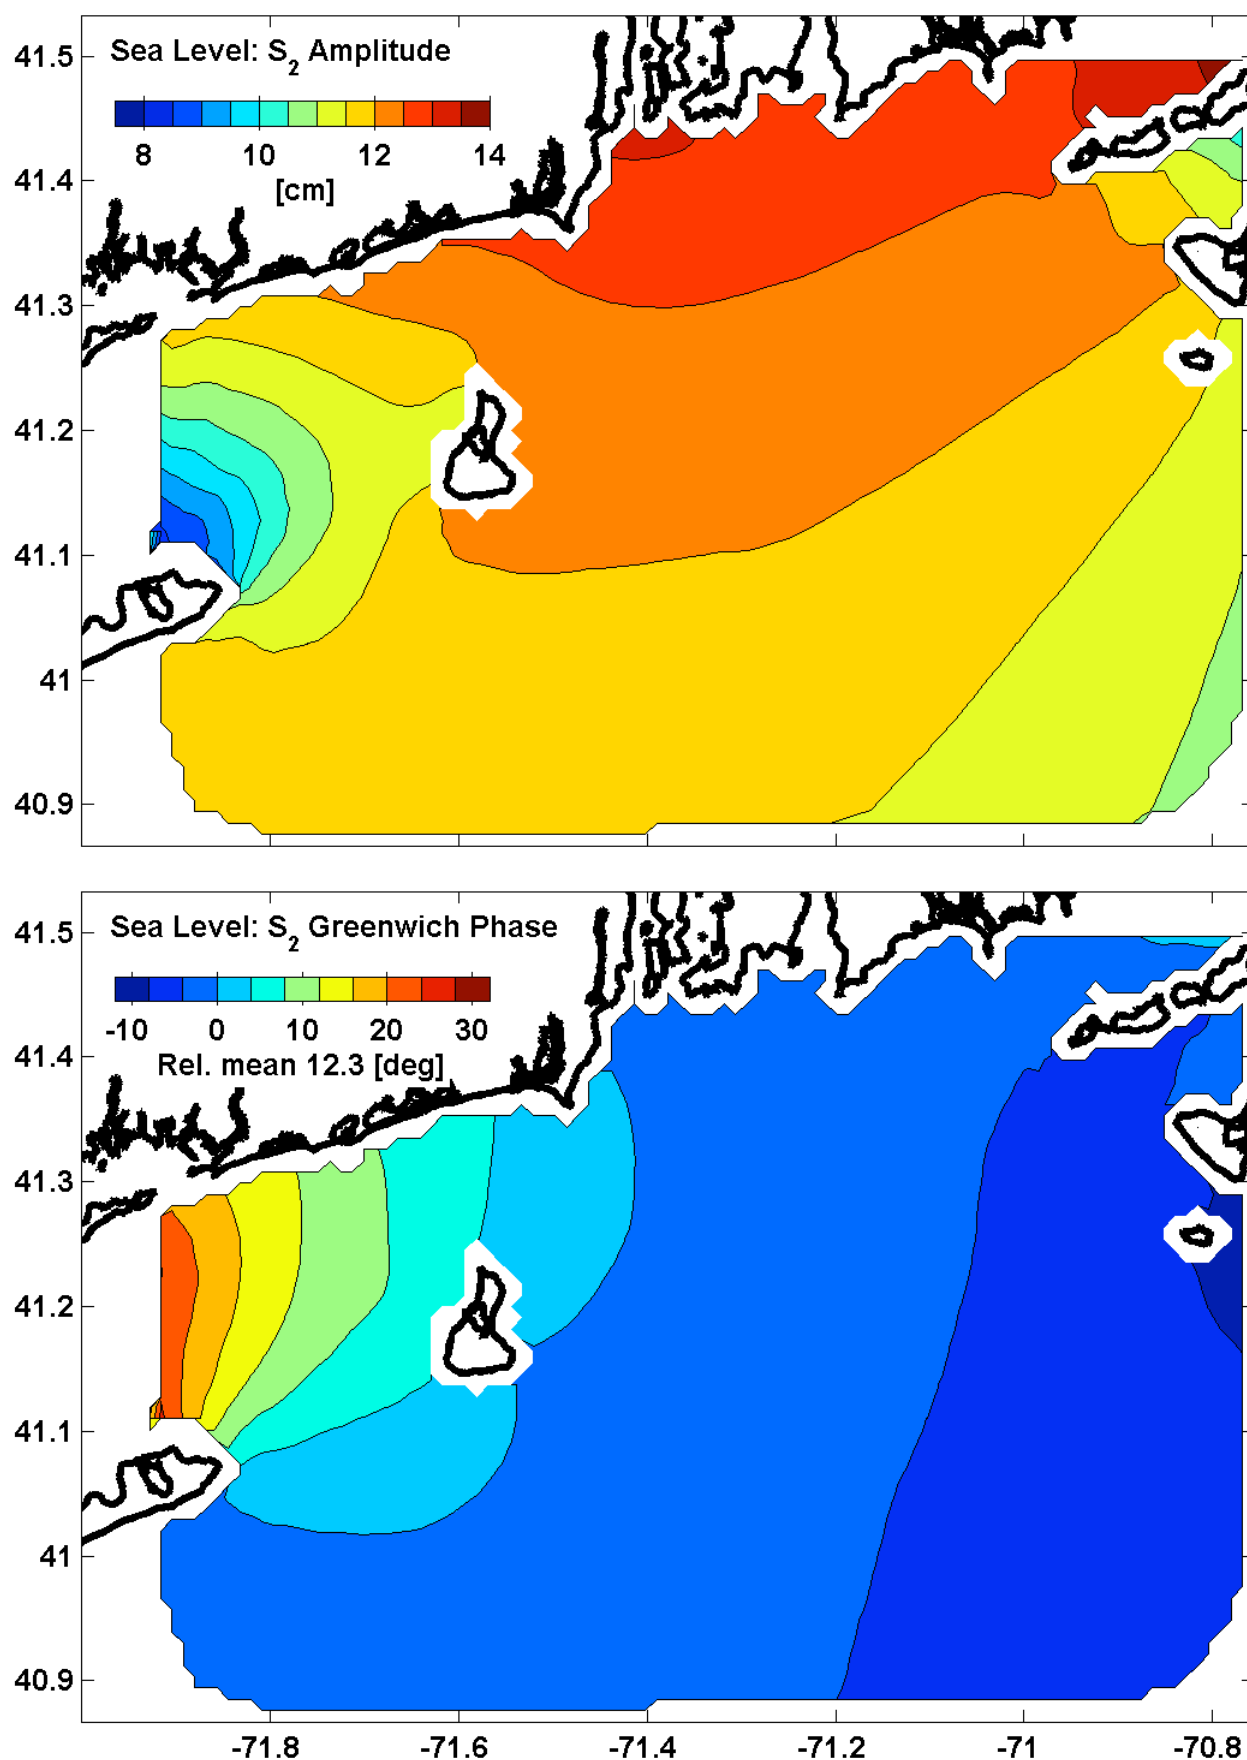 Sea Level: S2 Amplitude
8 10 12 14
[cm]
41.5
41.4
41.3
41.2
41.1
41
40.9
Sea Level: S2 Greenwich Phase
-10 0 10 20 30
Rel. mean 12.3 [deg]
41.5
41.4
41.3
41.2
41.1
41
40.9
-71.8 -71.6 -71.4 -71.2 -71 -70.8